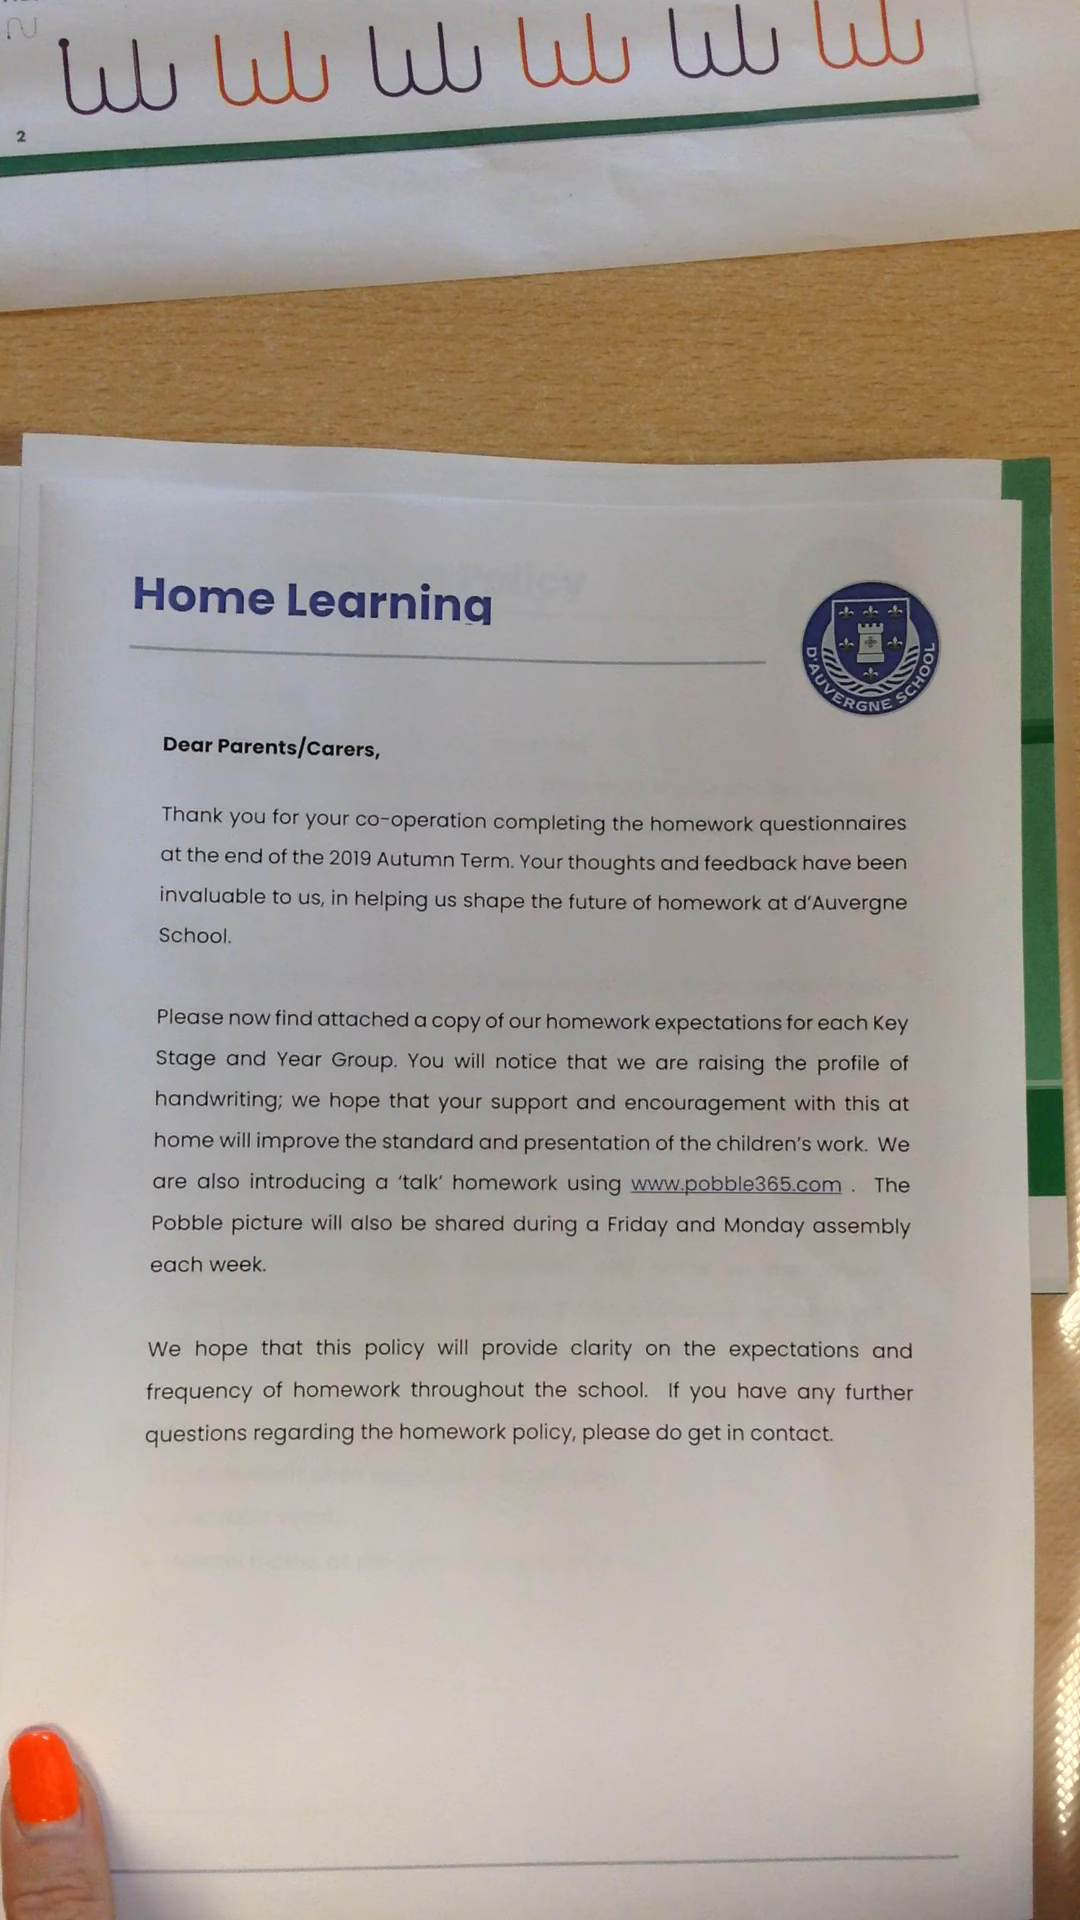 2
Home Learning
D'AUVERGNE SCHOOL
Dear Parents/Carers,
Thank you for your co-operation completing the homework questionnaires
at the end of the 2019 Autumn Term. Your thoughts and feedback have been
invaluable to us, in helping us shape the future of homework at d'Auvergne
School.
Please now find attached a copy of our homework expectations for each Key
Stage and Year Group. You will notice that we are raising the profile of
handwriting; we hope that your support and encouragement with this at
home will improve the standard and presentation of the children's work. We
are also introducing a 'talk' homework using www.pobble365.com . The
Pobble picture will also be shared during a Friday and Monday assembly
each week.
We hope that this policy will provide clarity on the expectations and
frequency of homework throughout the school. If you have any further
questions regarding the homework policy, please do get in contact.